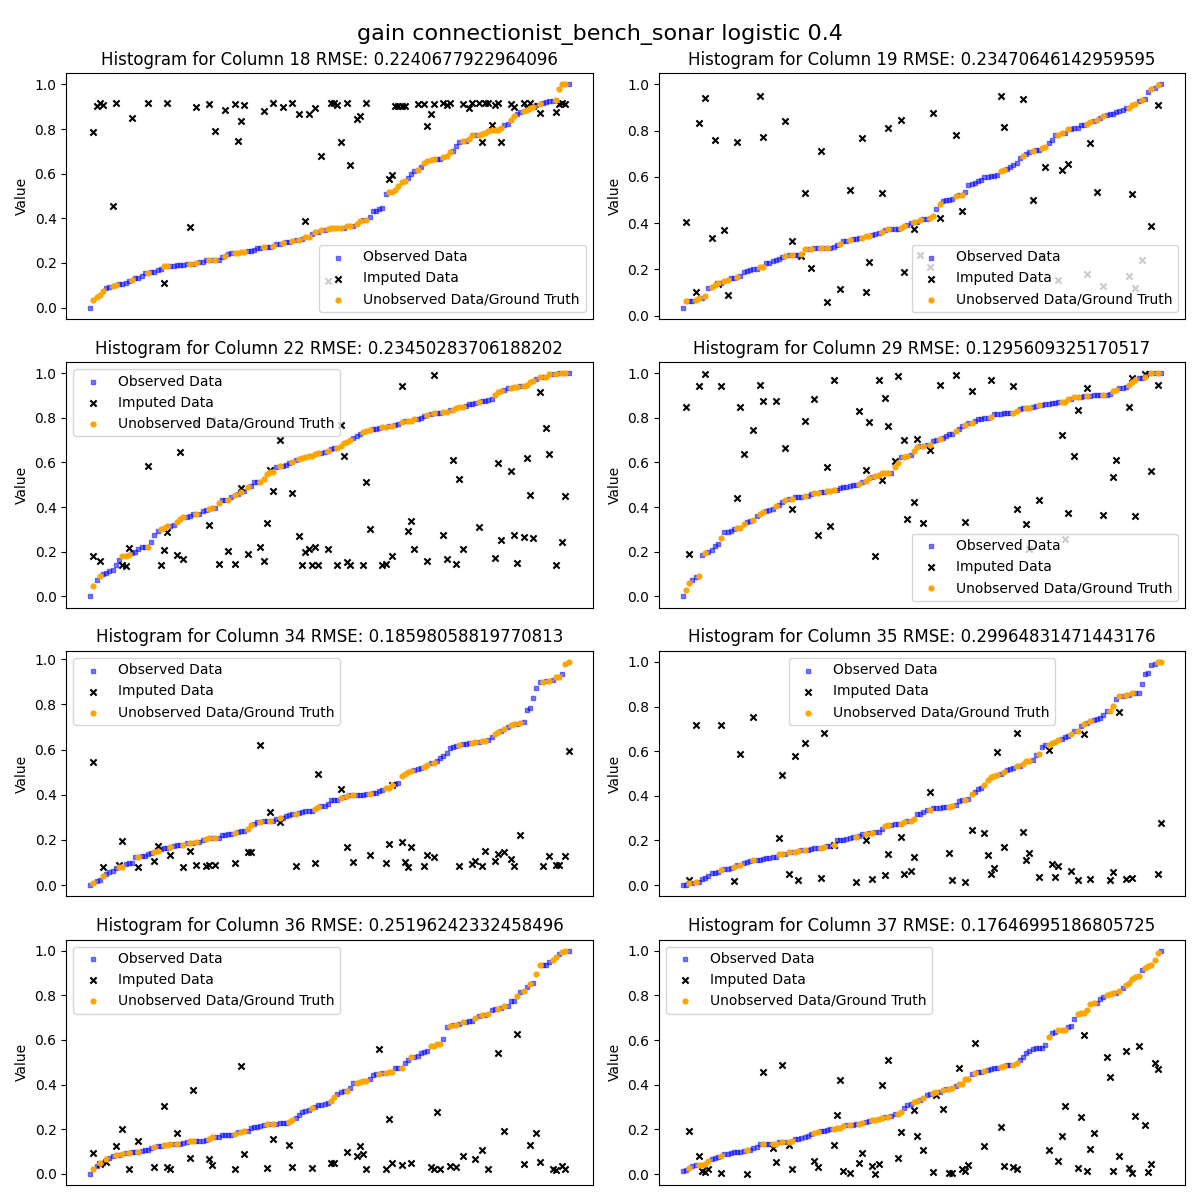 gain connectionist_bench_sonar logistic 0.4
Histogram for Column 18 RMSE: 0.2240677922964096
Value
1.0
0.8
0.6
0.4
0.2
0.0
Observed Data
Imputed Data
Unobserved Data/Ground Truth
Histogram for Column 19 RMSE: 0.23470646142959595
Value
1.0
0.8
0.6
0.4
0.2
0.0
Observed Data
Imputed Data
Unobserved Data/Ground Truth
Histogram for Column 22 RMSE: 0.23450283706188202
Value
1.0
0.8
0.6
0.4
0.2
0.0
Observed Data
Imputed Data
Unobserved Data/Ground Truth
Histogram for Column 29 RMSE: 0.1295609325170517
Value
1.0
0.8
0.6
0.4
0.2
0.0
Observed Data
Imputed Data
Unobserved Data/Ground Truth
Histogram for Column 34 RMSE: 0.18598058819770813
Value
1.0
0.8
0.6
0.4
0.2
0.0
Observed Data
Imputed Data
Unobserved Data/Ground Truth
Histogram for Column 35 RMSE: 0.29964831471443176
Value
1.0
0.8
0.6
0.4
0.2
0.0
Observed Data
Imputed Data
Unobserved Data/Ground Truth
Histogram for Column 36 RMSE: 0.251962423324584​96
Value
1.0
0.8
0.6
0.4
0.2
0.0
Observed Data
Imputed Data
Unobserved Data/Ground Truth
Histogram for Column 37 RMSE: 0.17646995186805725
Value
1.0
0.8
0.6
0.4
0.2
0.0
Observed Data
Imputed Data
Unobserved Data/Ground Truth